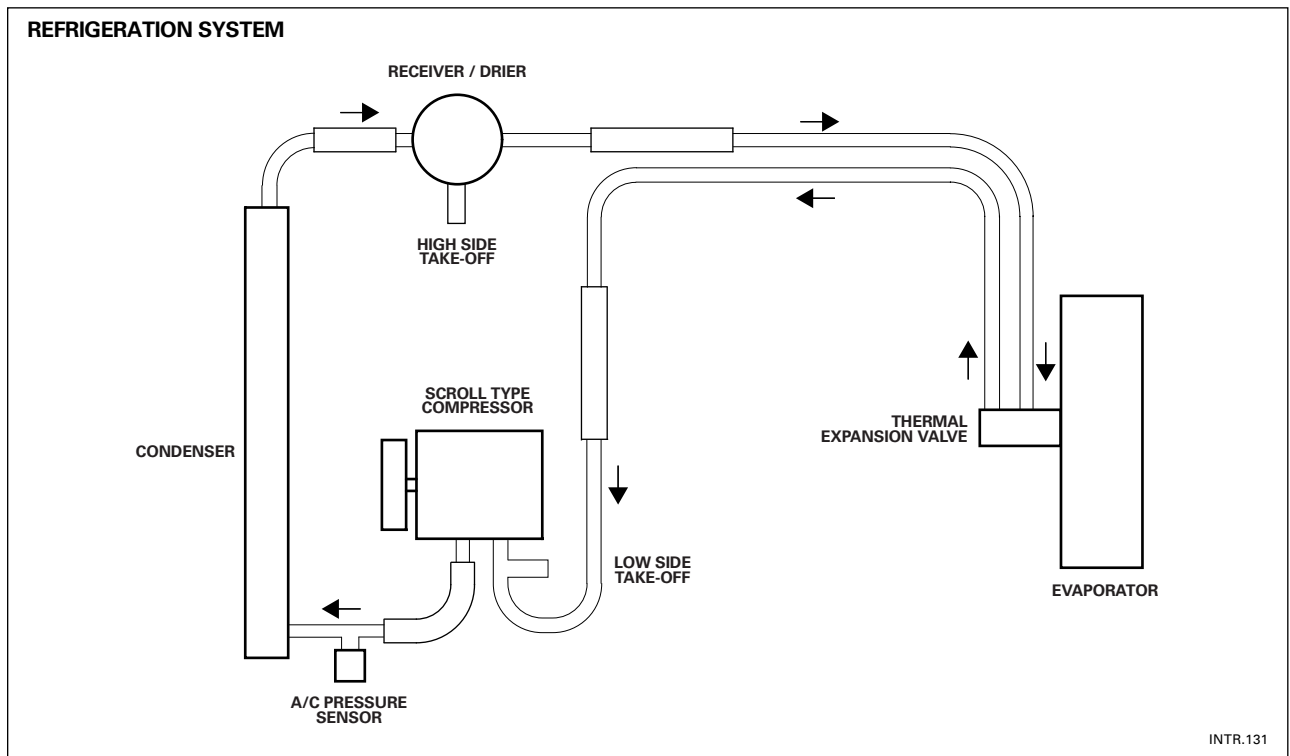 REFRIGERATION SYSTEM
RECEIVER / DRIER
HIGH SIDE
TAKE-OFF
SCROLL TYPE
COMPRESSOR
THERMAL
EXPANSION VALVE
CONDENSER
LOW SIDE
TAKE-OFF
EVAPORATOR
A/C PRESSURE
SENSOR
INTR.131